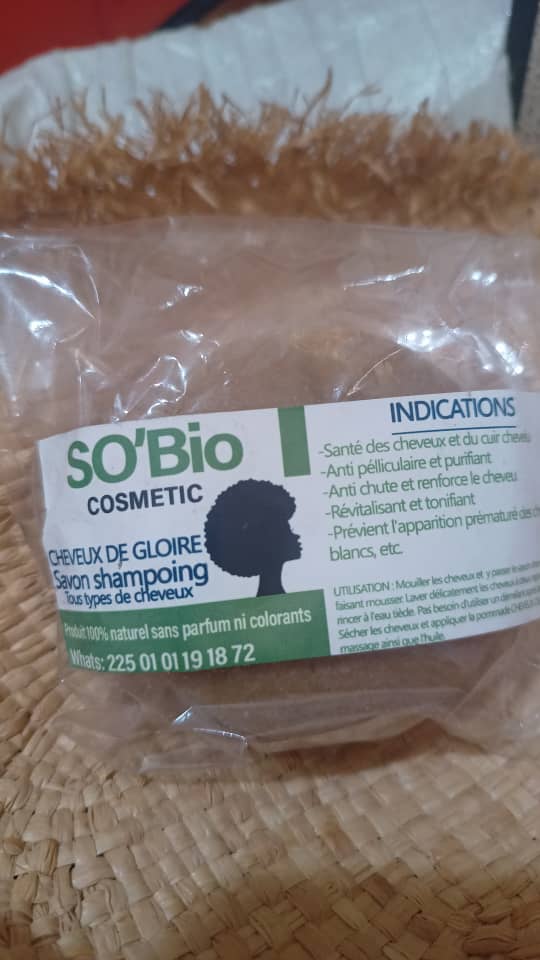 SO'Bio
COSMETIC
CHEVEUX DE GLOIRE
Savon shampoing
Tous types de cheveux
Produit 100% naturel sans parfum ni colorants
Whats: 225 01 01 19 18 72
INDICATIONS
-Santé des cheveux et du cuir cheveu
-Anti pélliculaire et purifiant
-Anti chute et renforce le cheveu
-Révitalisant et tonifiant
-Prévient l'apparition prématuré des
blancs, etc.
UTILISATION : Mouiller les cheveux et y passer le savon
faisant mousser. Laver délicatement les cheveux
rincer à l'eau tiède. Pas besoin d'utiliser un
Sécher les cheveux et appliquer la pommade
massage ainsi que l'huile.